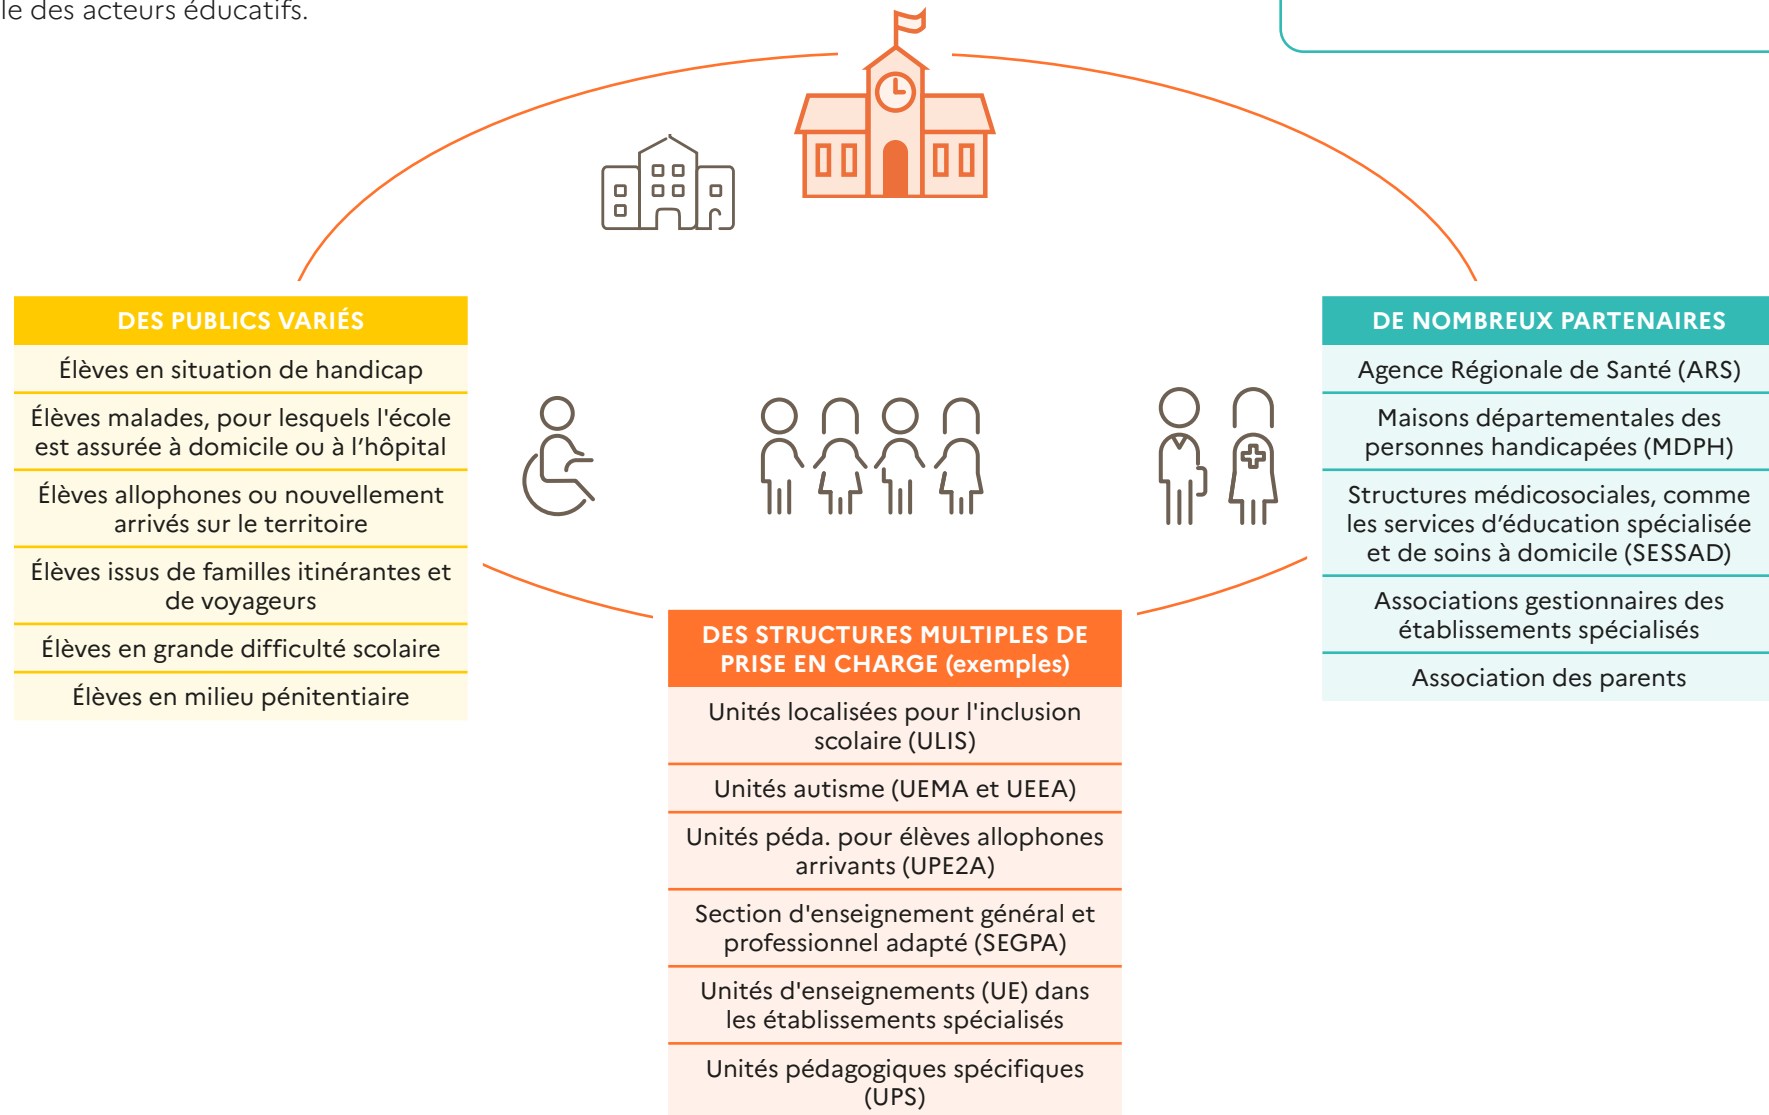 le des acteurs éducatifs.
DES PUBLICS VARIÉS
Élèves en situation de handicap
Élèves malades, pour lesquels l'école
est assurée à domicile ou à l’hôpital
Élèves allophones ou nouvellement
arrivés sur le territoire
Élèves issus de familles itinérantes et
de voyageurs
Élèves en grande difficulté scolaire
Élèves en milieu pénitentiaire
DES STRUCTURES MULTIPLES DE
PRISE EN CHARGE (exemples)
Unités localisées pour l'inclusion
scolaire (ULIS)
Unités autisme (UEMA et UEEA)
Unités péda. pour élèves allophones
arrivants (UPE2A)
Section d'enseignement général et
professionnel adapté (SEGPA)
Unités d'enseignements (UE) dans
les établissements spécialisés
Unités pédagogiques spécifiques
(UPS)
DE NOMBREUX PARTENAIRES
Agence Régionale de Santé (ARS)
Maisons départementales des
personnes handicapées (MDPH)
Structures médicosociales, comme
les services d’éducation spécialisée
et de soins à domicile (SESSAD)
Associations gestionnaires des
établissements spécialisés
Association des parents